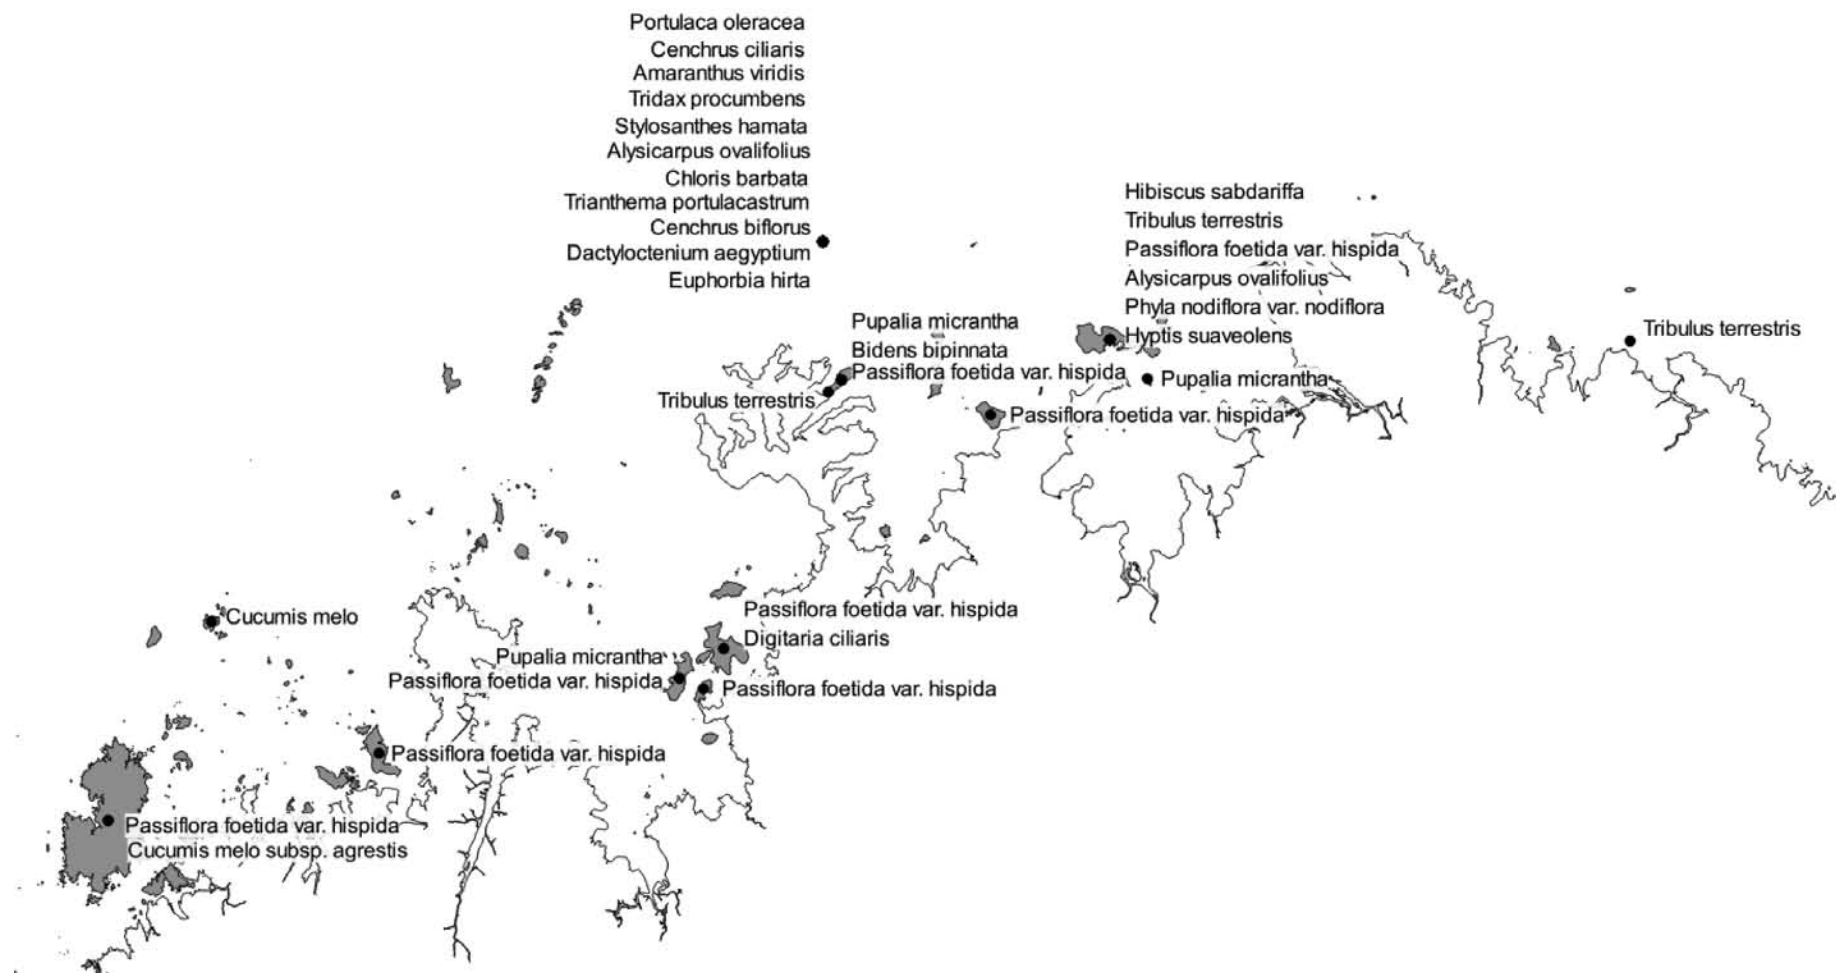 Portulaca oleracea
Cenchrus ciliaris
Amaranthus viridis
Tridax procumbens
Stylosanthes hamata
Alysicarpus ovalifolius
Chloris barbata
Trianthema portulacastrum
Cenchrus biflorus
Dactyloctenium aegyptium
Euphorbia hirta
Hibiscus sabdariffa
Tribulus terrestris
Passiflora foetida var. hispida
Alysicarpus ovalifolius
Phyla nodiflora var. nodiflora
Hyptis suaveolens
Tribulus terrestris
Pupalia micrantha
Bidens bipinnata
Passiflora foetida var. hispida
Pupalia micrantha
Tribulus terrestris
Passiflora foetida var. hispida
Passiflora foetida var. hispida
Cucumis melo
Digitaria ciliaris
Pupalia micrantha
Passiflora foetida var. hispida
Passiflora foetida var. hispida
Passiflora foetida var. hispida
Passiflora foetida var. hispida
Cucumis melo subsp. agrestis